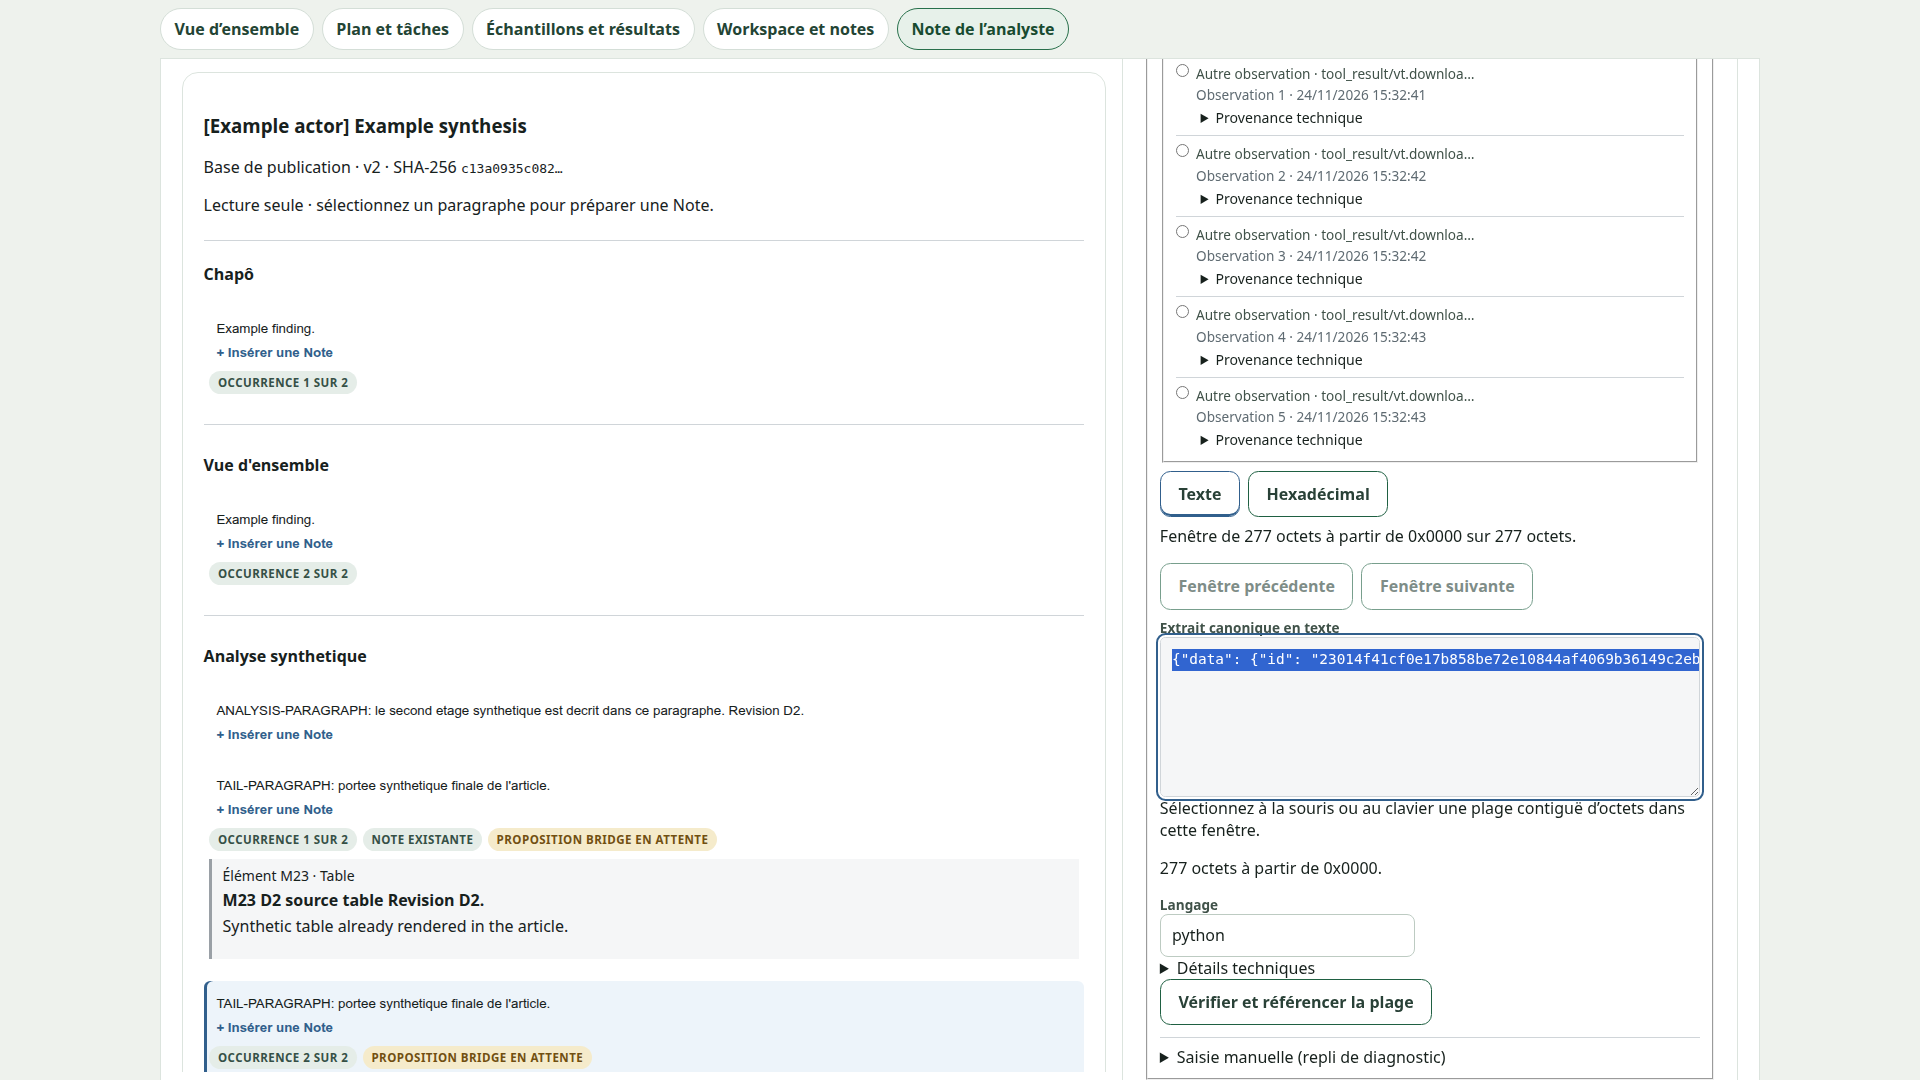 Vue d’ensemble
Plan et tâches
Échantillons et résultats
Workspace et notes
Note de l’analyste
[Example actor] Example synthesis
Base de publication · v2 · SHA-256 c13a0935c082…
Lecture seule · sélectionnez un paragraphe pour préparer une Note.
Chapô
Example finding.
+ Insérer une Note
OCCURRENCE 1 SUR 2
Vue d'ensemble
Example finding.
+ Insérer une Note
OCCURRENCE 2 SUR 2
Analyse synthetique
ANALYSIS-PARAGRAPH: le second etage synthetique est decrit dans ce paragraphe. Revision D2.
+ Insérer une Note
TAIL-PARAGRAPH: portee synthetique finale de l'article.
+ Insérer une Note
OCCURRENCE 1 SUR 2
NOTE EXISTANTE
PROPOSITION BRIDGE EN ATTENTE
Élément M23 · Table
M23 D2 source table Revision D2.
Synthetic table already rendered in the article.
TAIL-PARAGRAPH: portee synthetique finale de l'article.
+ Insérer une Note
OCCURRENCE 2 SUR 2
PROPOSITION BRIDGE EN ATTENTE
Autre observation · tool_result/vt.downloa…
Observation 1 · 24/11/2026 15:32:41
▶ Provenance technique
Autre observation · tool_result/vt.downloa…
Observation 2 · 24/11/2026 15:32:42
▶ Provenance technique
Autre observation · tool_result/vt.downloa…
Observation 3 · 24/11/2026 15:32:42
▶ Provenance technique
Autre observation · tool_result/vt.downloa…
Observation 4 · 24/11/2026 15:32:43
▶ Provenance technique
Autre observation · tool_result/vt.downloa…
Observation 5 · 24/11/2026 15:32:43
▶ Provenance technique
Texte
Hexadécimal
Fenêtre de 277 octets à partir de 0x0000 sur 277 octets.
Fenêtre précédente
Fenêtre suivante
Extrait canonique en texte
{"data": {"id": "23014f41cf0e17b858be72e10844af4069b36149c2eb
Sélectionnez à la souris ou au clavier une plage contiguë d’octets dans
cette fenêtre.
277 octets à partir de 0x0000.
Langage
python
▶ Détails techniques
Vérifier et référencer la plage
▶ Saisie manuelle (repli de diagnostic)